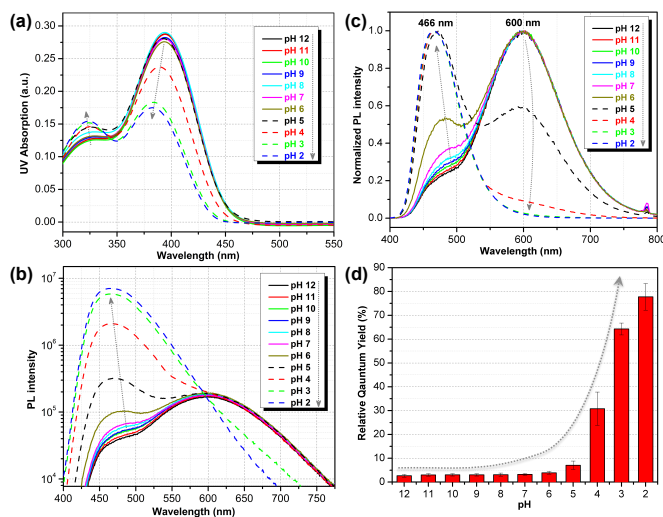 (a)
UV Absorption (a.u.)
0.30
0.25
0.20
0.15
0.10
0.05
0.00
300 350 400 450 500 550
Wavelength (nm)
pH 12
pH 11
pH 10
pH 9
pH 8
pH 7
pH 6
pH 5
pH 4
pH 3
pH 2
(c)
466 nm 600 nm
Normalized PL intensity
1.0
0.8
0.6
0.4
0.2
0.0
400 500 600 700 800
Wavelength (nm)
pH 12
pH 11
pH 10
pH 9
pH 8
pH 7
pH 6
pH 5
pH 4
pH 3
pH 2
(b)
PL intensity
10^7
10^6
10^5
10^4
400 450 500 550 600 650 700 750
Wavelength (nm)
pH 12
pH 11
pH 10
pH 9
pH 8
pH 7
pH 6
pH 5
pH 4
pH 3
pH 2
(d)
Relative Qauntum Yield (%)
90
80
70
60
50
40
30
20
10
0
12 11 10 9 8 7 6 5 4 3 2
pH